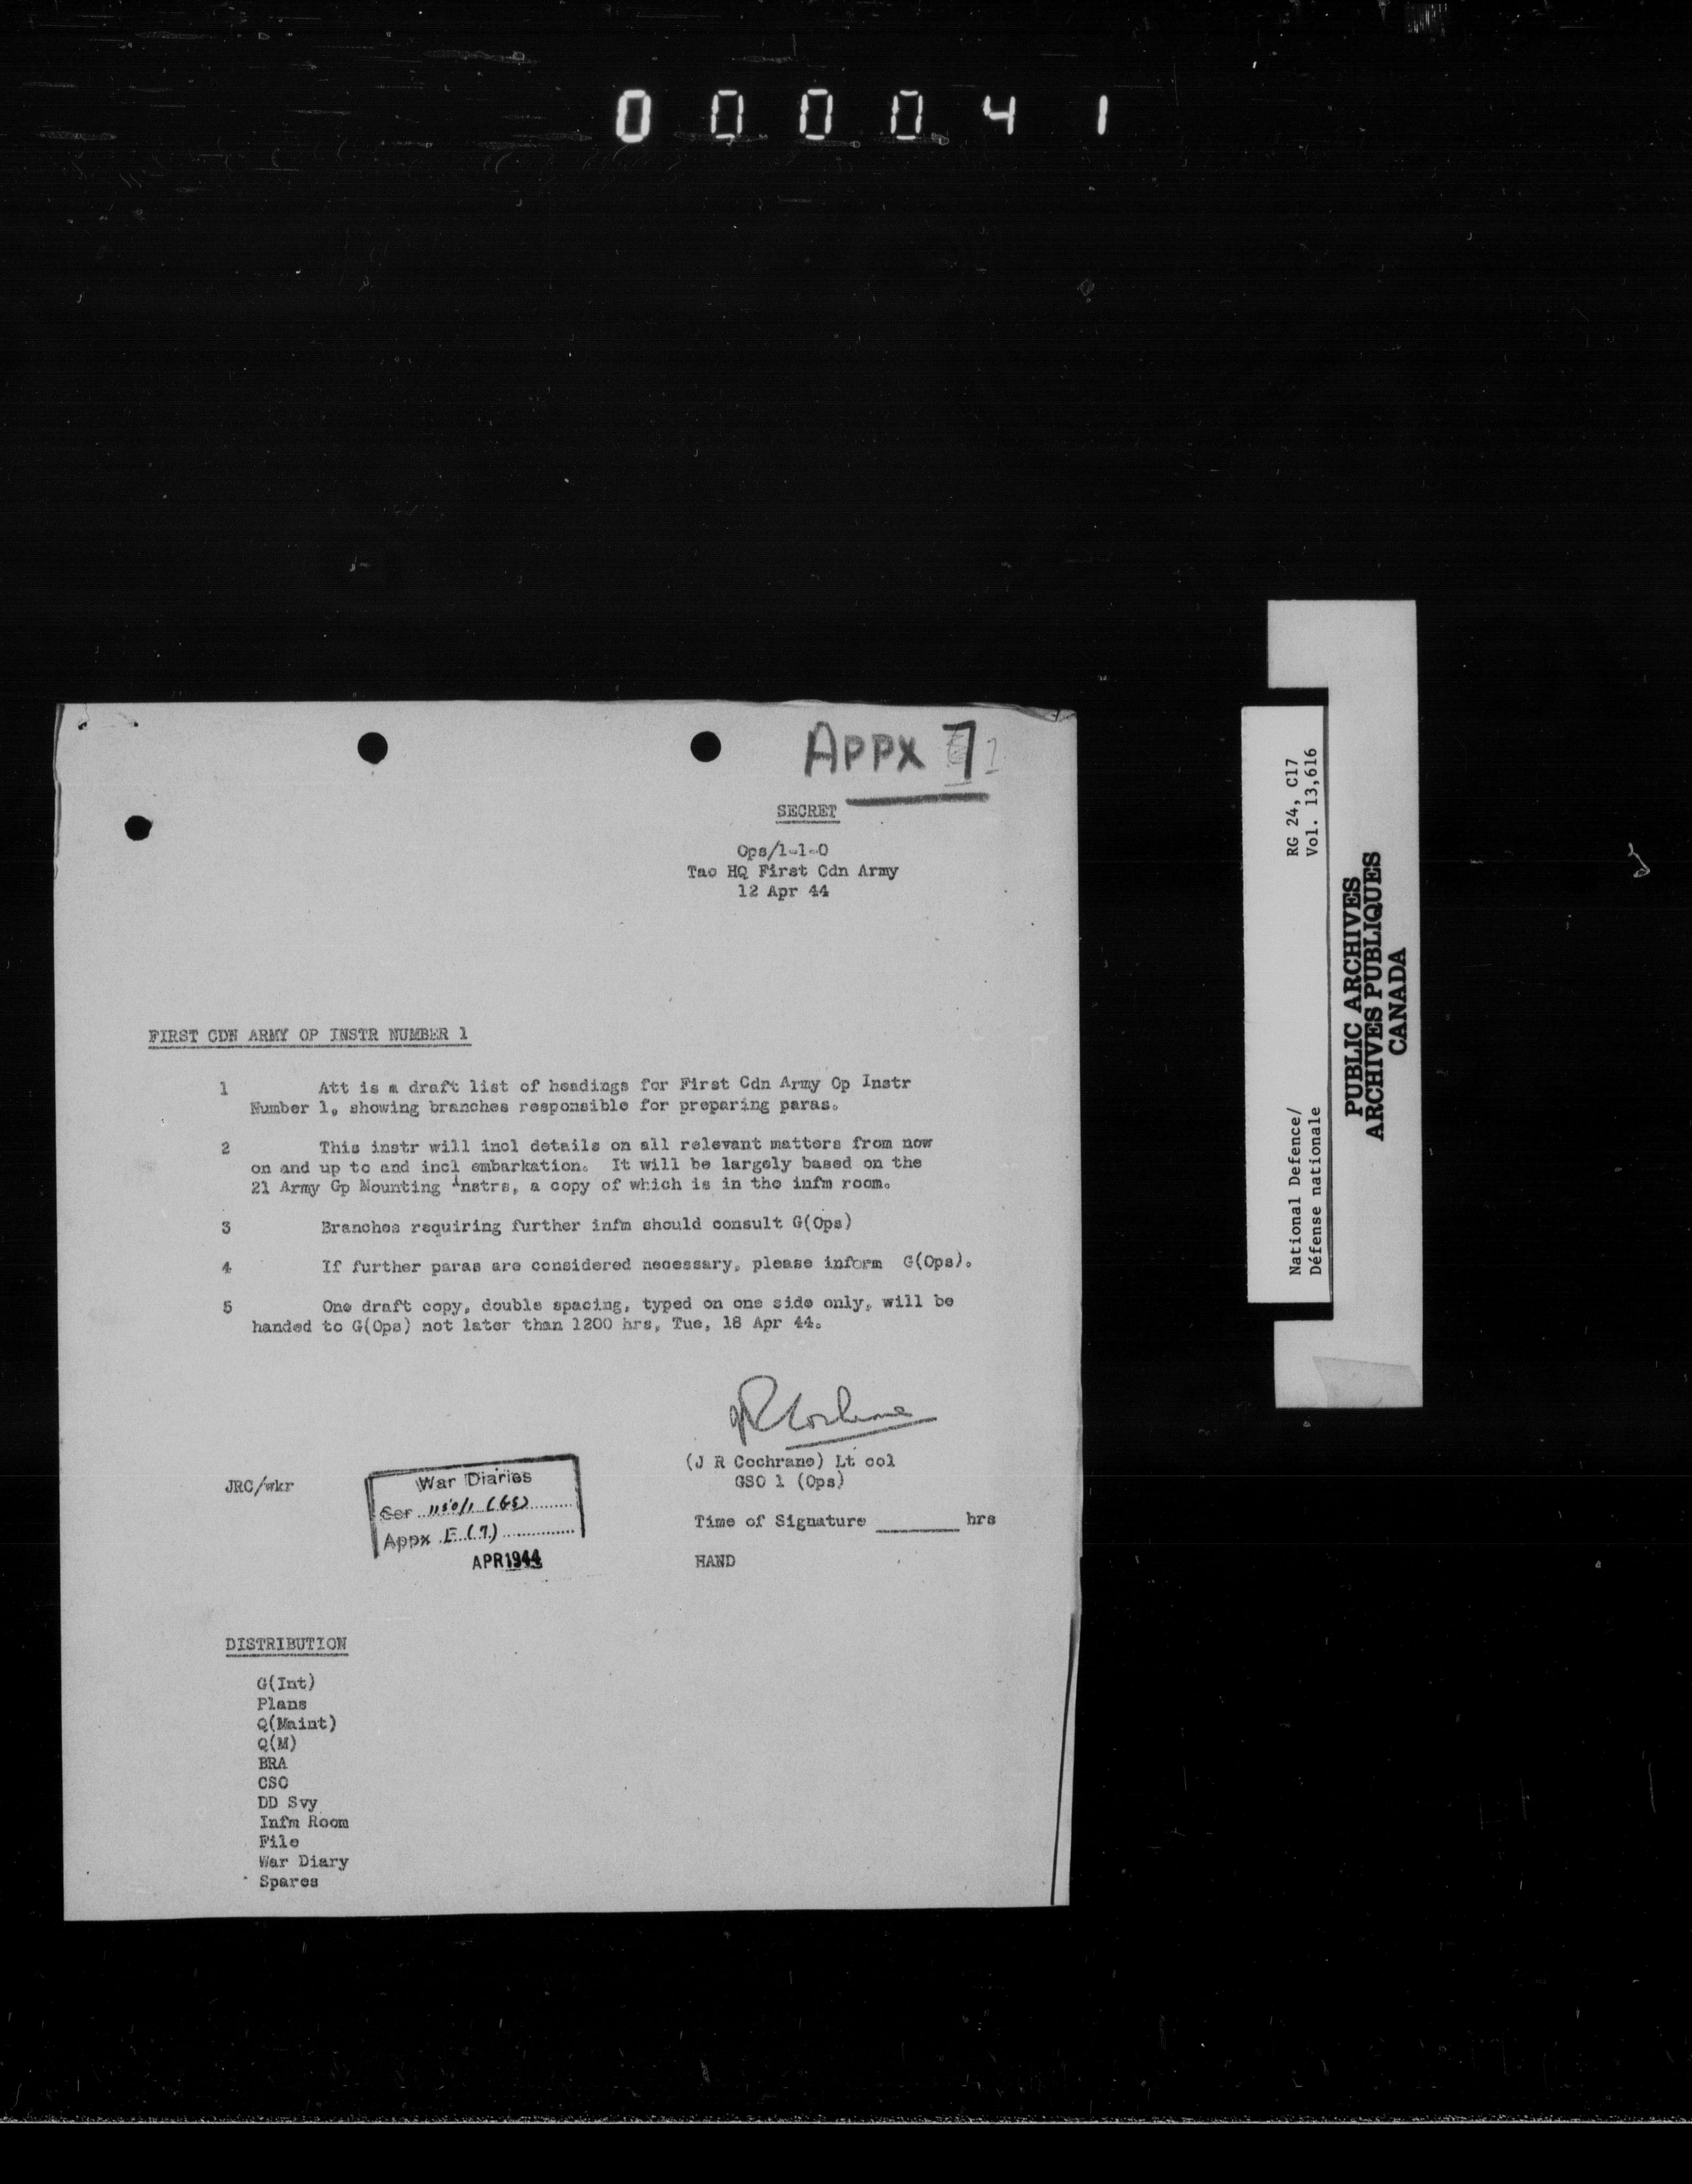 000041
APPX 7
SECRET
Ops/1-1-0
Tac HQ First Cdn Army
12 Apr 44
FIRST CDN ARMY OP INSTR NUMBER 1
1 Att is a draft list of headings for First Cdn Army Op Instr
Number 1, showing branches responsible for preparing paras.
2 This instr will incl details on all relevant matters from now
on and up to and incl embarkation. It will be largely based on the
21 Army Gp Mounting Instrs, a copy of which is in the infm room.
3 Branches requiring further infm should consult G(Ops)
4 If further paras are considered necessary, please inform G(Ops).
5 One draft copy, double spacing, typed on one side only, will be
handed to G(Ops) not later than 1200 hrs, Tue, 18 Apr 44.
JRCochrane
(J R Cochrane) Lt col
GSO 1 (Ops)
JRC/wkr
War Diaries
Ser 1150/1 (GS)
Appx E (7)
APR 1944
Time of Signature ________ hrs
HAND
DISTRIBUTION
G(Int)
Plans
Q(Maint)
Q(M)
BRA
CSO
DD Svy
Infm Room
File
War Diary
Spares
National Defence/ RG 24, C17
Défense nationale Vol. 13,616
PUBLIC ARCHIVES
ARCHIVES PUBLIQUES
CANADA